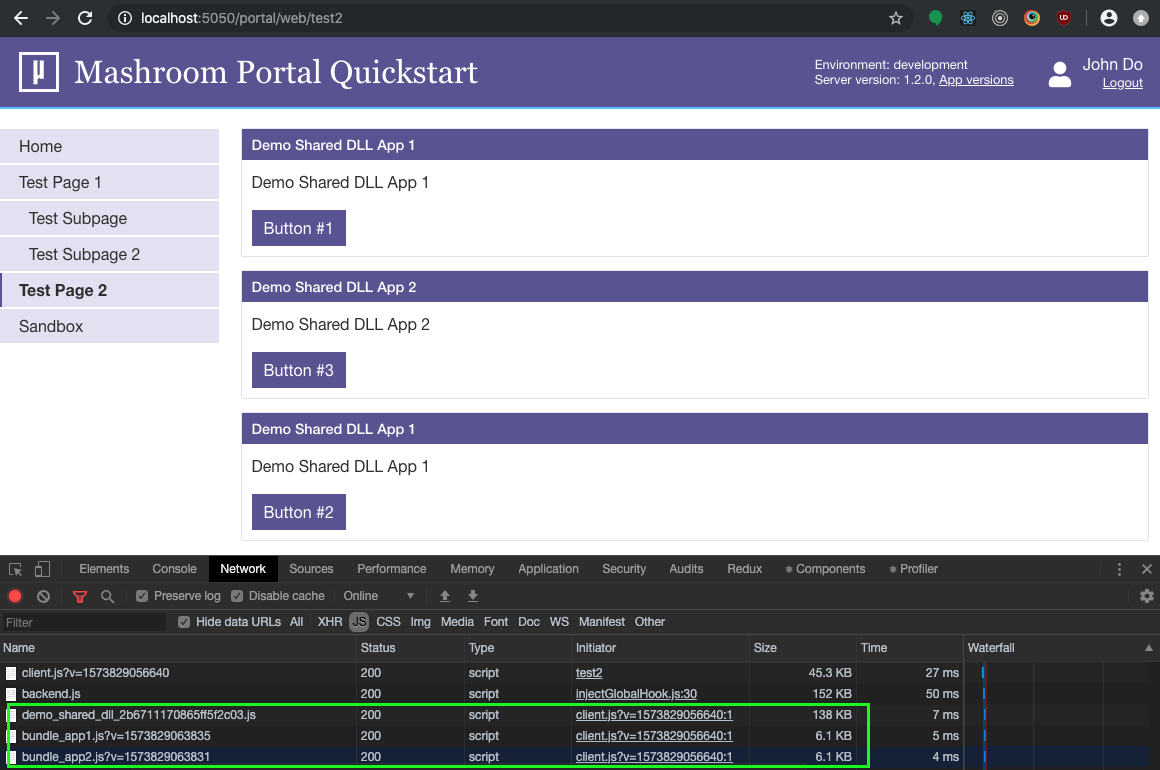 localhost:5050/portal/web/test2
Mashroom Portal Quickstart
Environment: development
Server version: 1.2.0, App versions
John Do
Logout
Home
Test Page 1
Test Subpage
Test Subpage 2
Test Page 2
Sandbox
Demo Shared DLL App 1
Demo Shared DLL App 1
Button #1
Demo Shared DLL App 2
Demo Shared DLL App 2
Button #3
Demo Shared DLL App 1
Demo Shared DLL App 1
Button #2
Elements Console Network Sources Performance Memory Application Security Audits Redux Components Profiler
Preserve log Disable cache Online
Filter Hide data URLs All XHR JS CSS Img Media Font Doc WS Manifest Other
Name Status Type Initiator Size Time Waterfall
client.js?v=1573829056640 200 script test2 45.3 KB 27 ms
backend.js 200 script injectGlobalHook.js:30 152 KB 50 ms
demo_shared_dll_2b6711170865ff5f2c03.js 200 script client.js?v=1573829056640:1 138 KB 7 ms
bundle_app1.js?v=1573829063835 200 script client.js?v=1573829056640:1 6.1 KB 5 ms
bundle_app2.js?v=1573829063831 200 script client.js?v=1573829056640:1 6.1 KB 4 ms